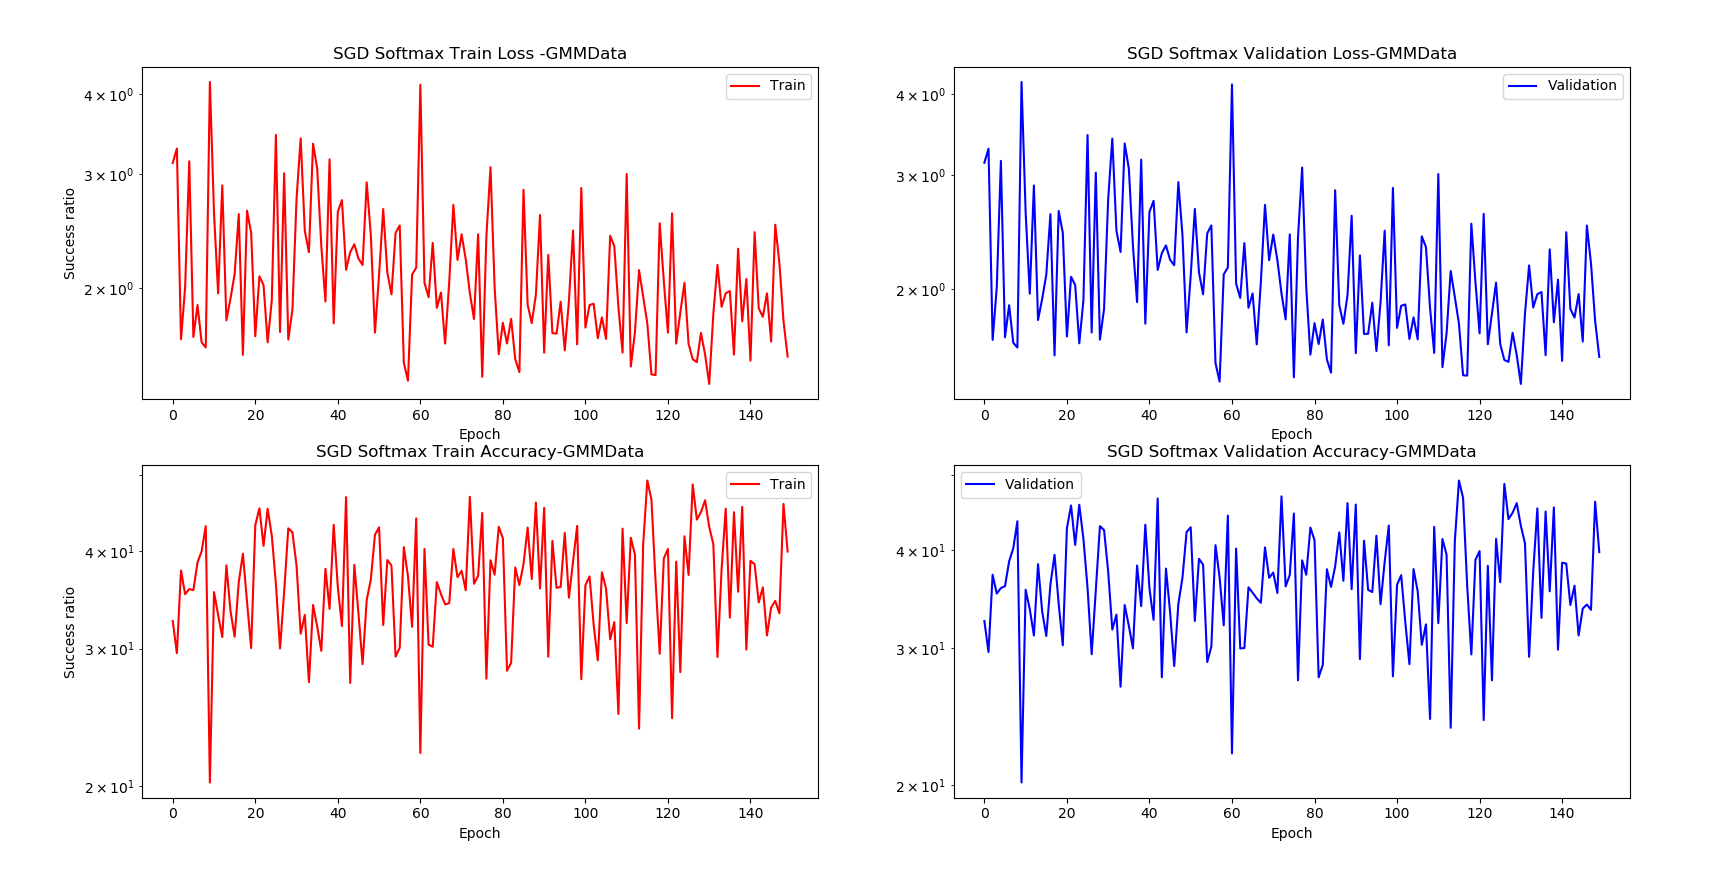 SGD Softmax Train Loss -GMMData
Train
4 × 10⁰
3 × 10⁰
2 × 10⁰
Success ratio
0 20 40 60 80 100 120 140
Epoch
SGD Softmax Validation Loss-GMMData
Validation
4 × 10⁰
3 × 10⁰
2 × 10⁰
0 20 40 60 80 100 120 140
Epoch
SGD Softmax Train Accuracy-GMMData
Train
4 × 10¹
3 × 10¹
2 × 10¹
Success ratio
0 20 40 60 80 100 120 140
Epoch
SGD Softmax Validation Accuracy-GMMData
Validation
4 × 10¹
3 × 10¹
2 × 10¹
0 20 40 60 80 100 120 140
Epoch